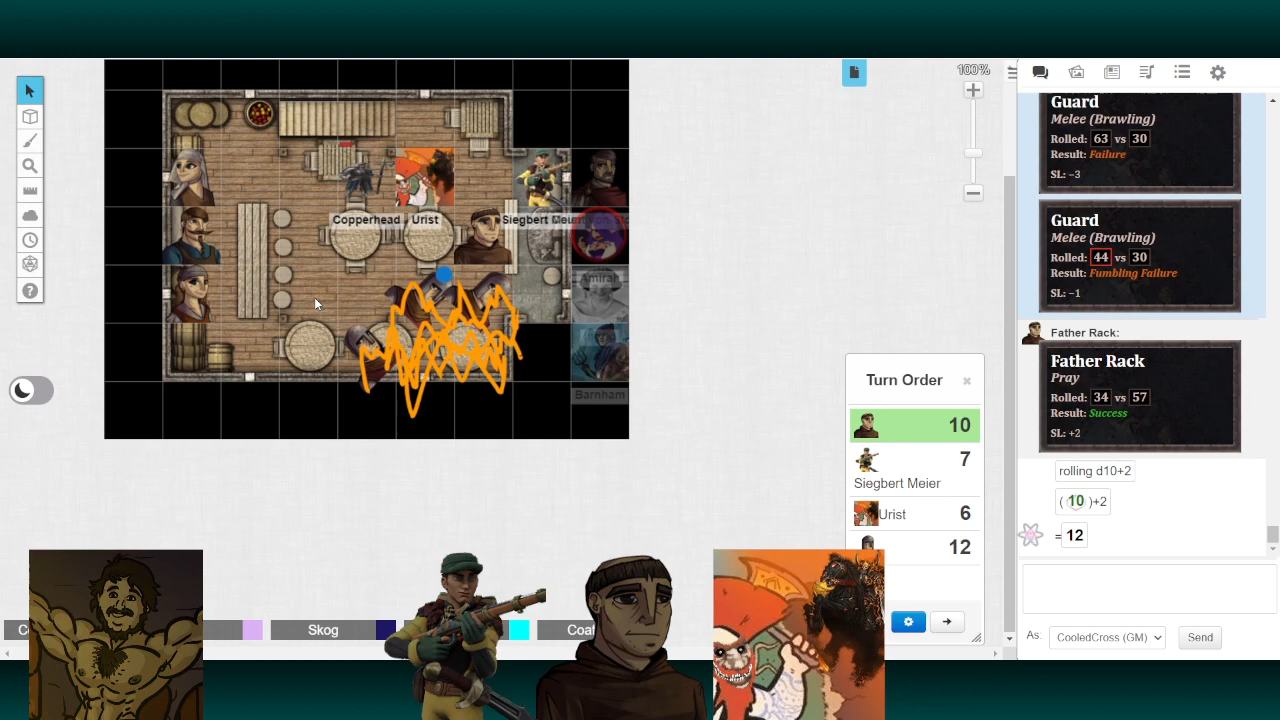 100%
Guard
Melee (Brawling)
Rolled: 63 vs 30
Result: Failure
SL: −3
Guard
Melee (Brawling)
Rolled: 44 vs 30
Result: Fumbling Failure
SL: −1
Father Rack:
Father Rack
Pray
Rolled: 34 vs 57
Result: Success
SL: +2
rolling d10+2
( 10 )+2
= 12
As: CooledCross (GM) Send
Copperhead Urist Siegbert
Amirah
Barnham
Turn Order ×
10
7
Siegbert Meier
Urist 6
12
Skog